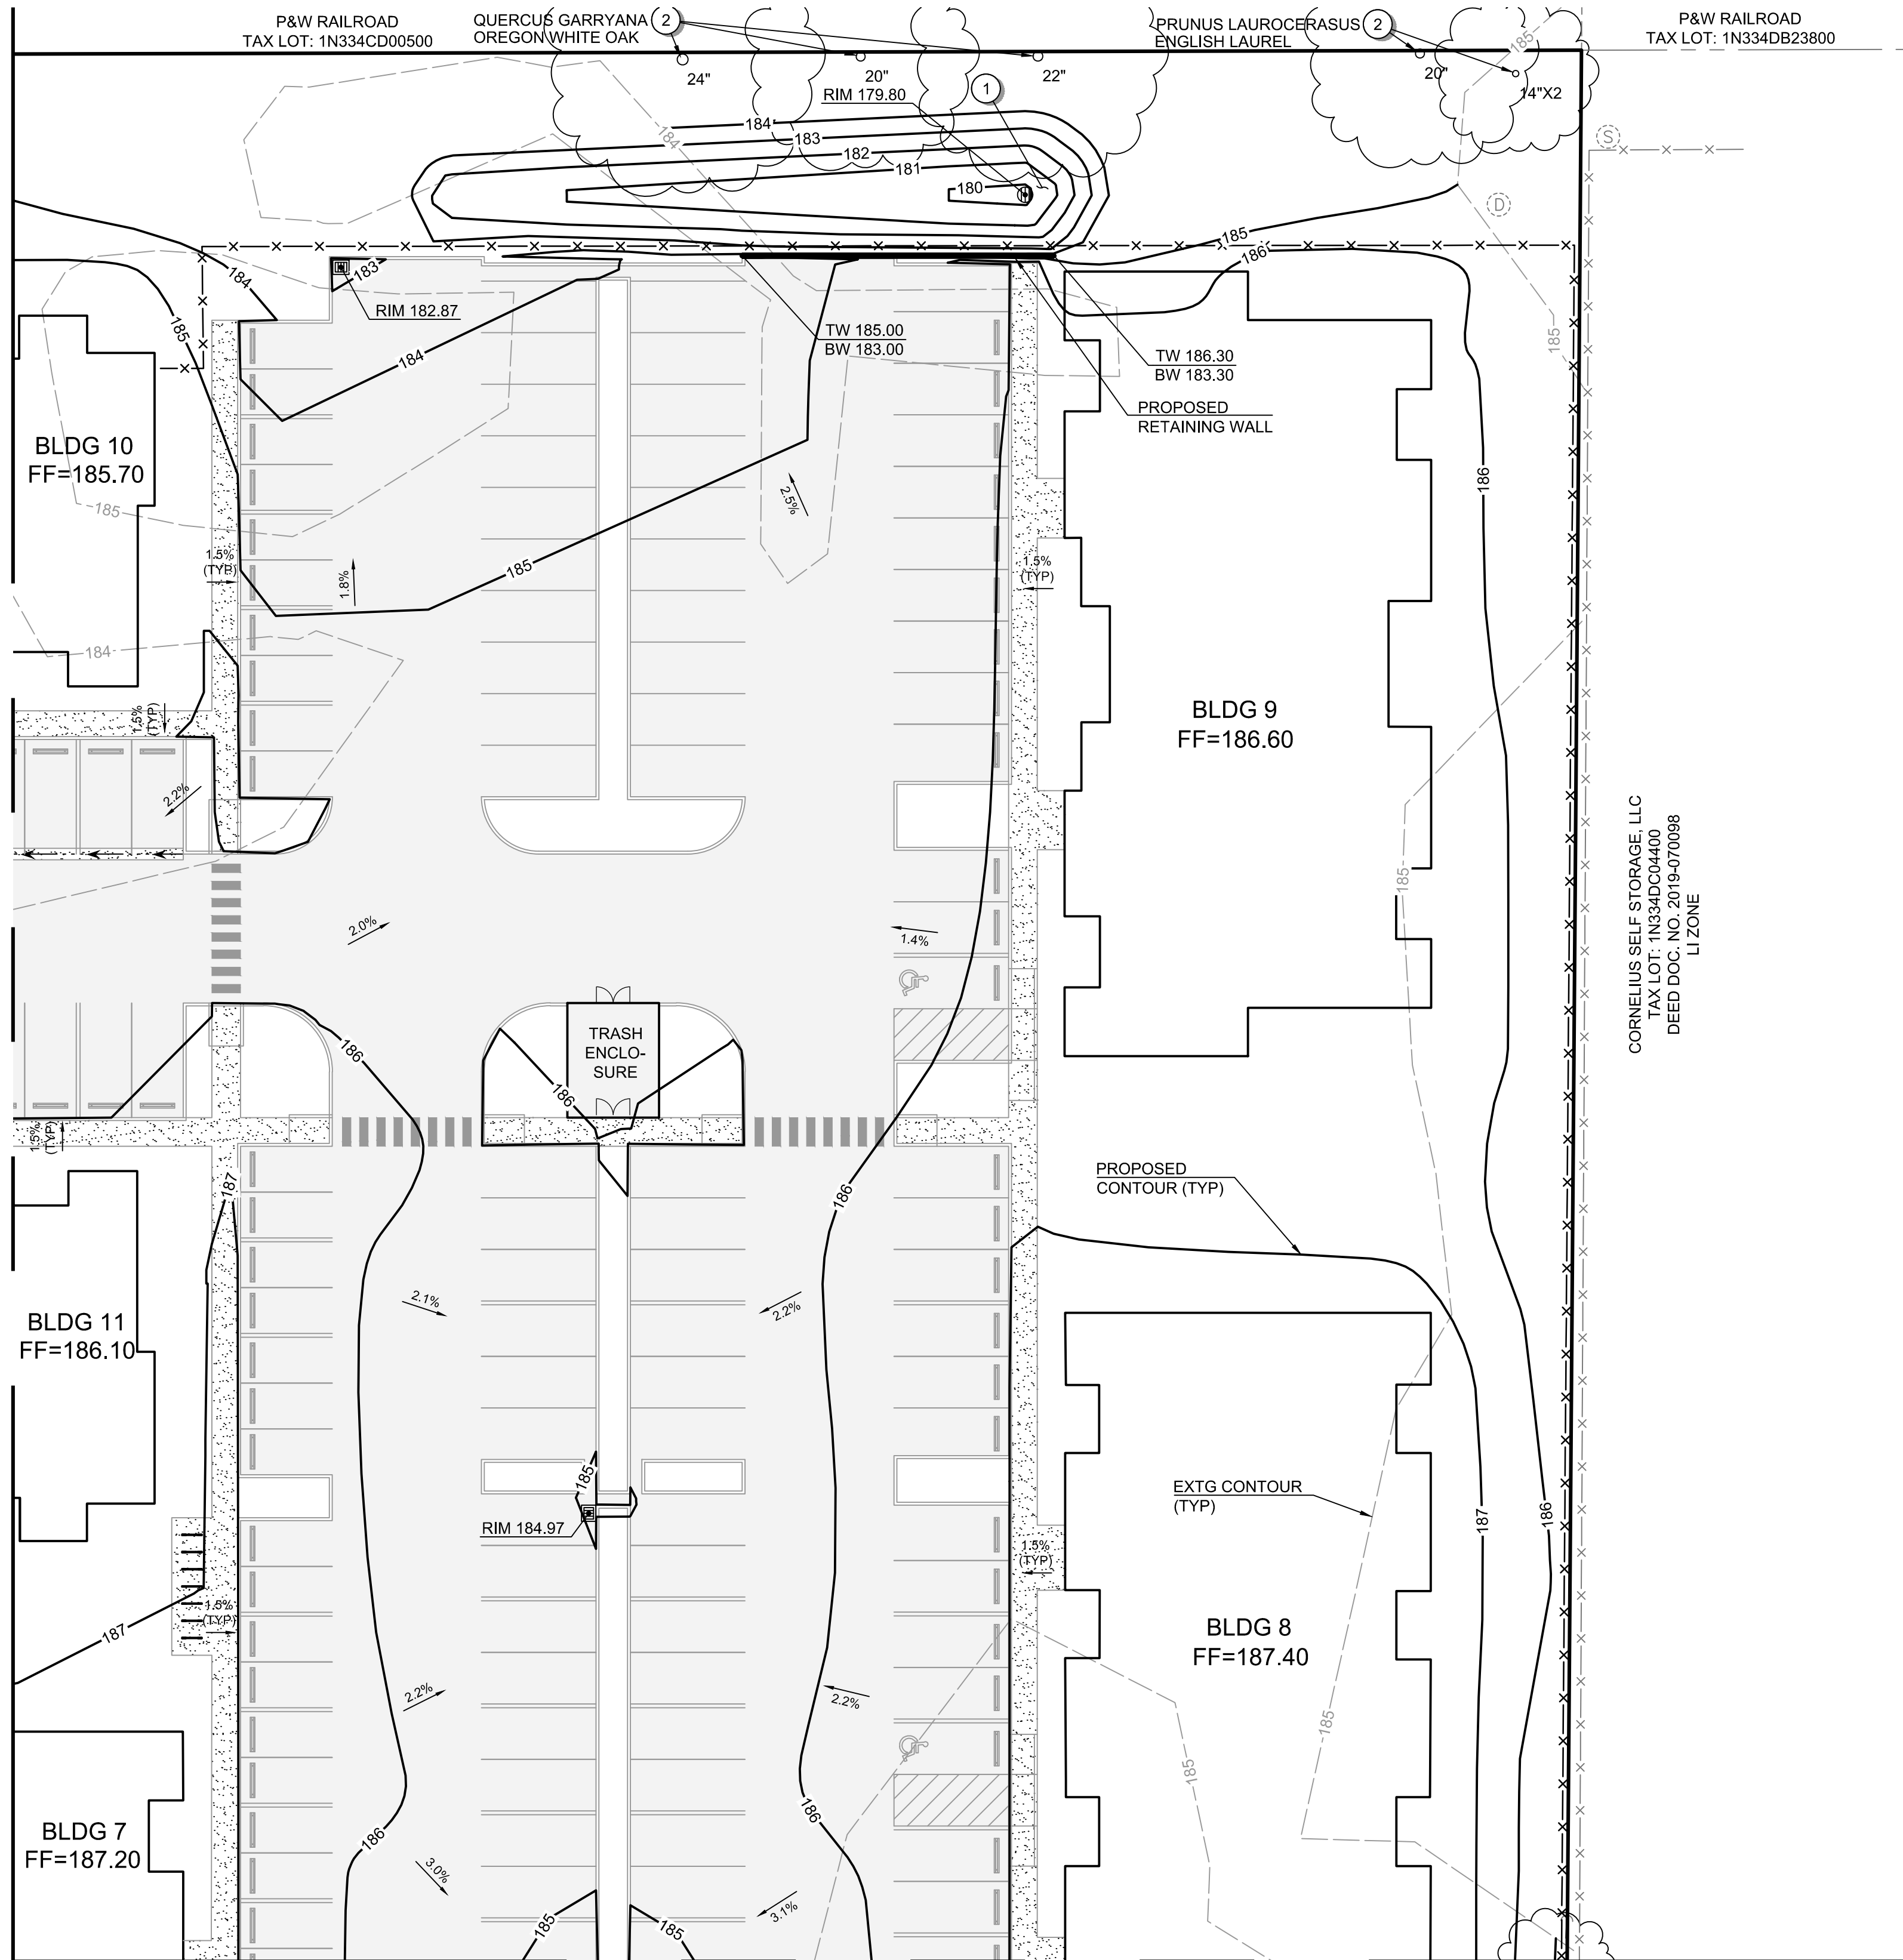 P&W RAILROAD
TAX LOT: 1N334CD00500
QUERCUS GARRYANA
OREGON WHITE OAK
2
PRUNUS LAUROCERASUS
ENGLISH LAUREL
2
P&W RAILROAD
TAX LOT: 1N334DB23800
185
24"
20"
22"
20"
14"X2
RIM 179.80
1
184
184
183
182
181
180
S
D
185
186
184
183
RIM 182.87
185
184
TW 185.00
BW 183.00
TW 186.30
BW 183.30
PROPOSED
RETAINING WALL
185
BLDG 10
FF=185.70
185
186
2.5%
185
1.5%
(TYP)
1.8%
1.5%
(TYP)
184
1.5%
(TYP)
BLDG 9
FF=186.60
2.2%
185
CORNELIUS SELF STORAGE, LLC
TAX LOT: 1N334DC04400
DEED DOC. NO. 2019-070098
LI ZONE
2.0%
1.4%
186
TRASH
ENCLO-
SURE
186
1.5%
(TYP)
187
186
PROPOSED
CONTOUR (TYP)
2.1%
2.2%
BLDG 11
FF=186.10
185
RIM 184.97
EXTG CONTOUR
(TYP)
187
186
1.5%
(TYP)
1.5%
(TYP)
187
BLDG 8
FF=187.40
2.2%
2.2%
185
185
BLDG 7
FF=187.20
186
186
3.0%
3.1%
185
185